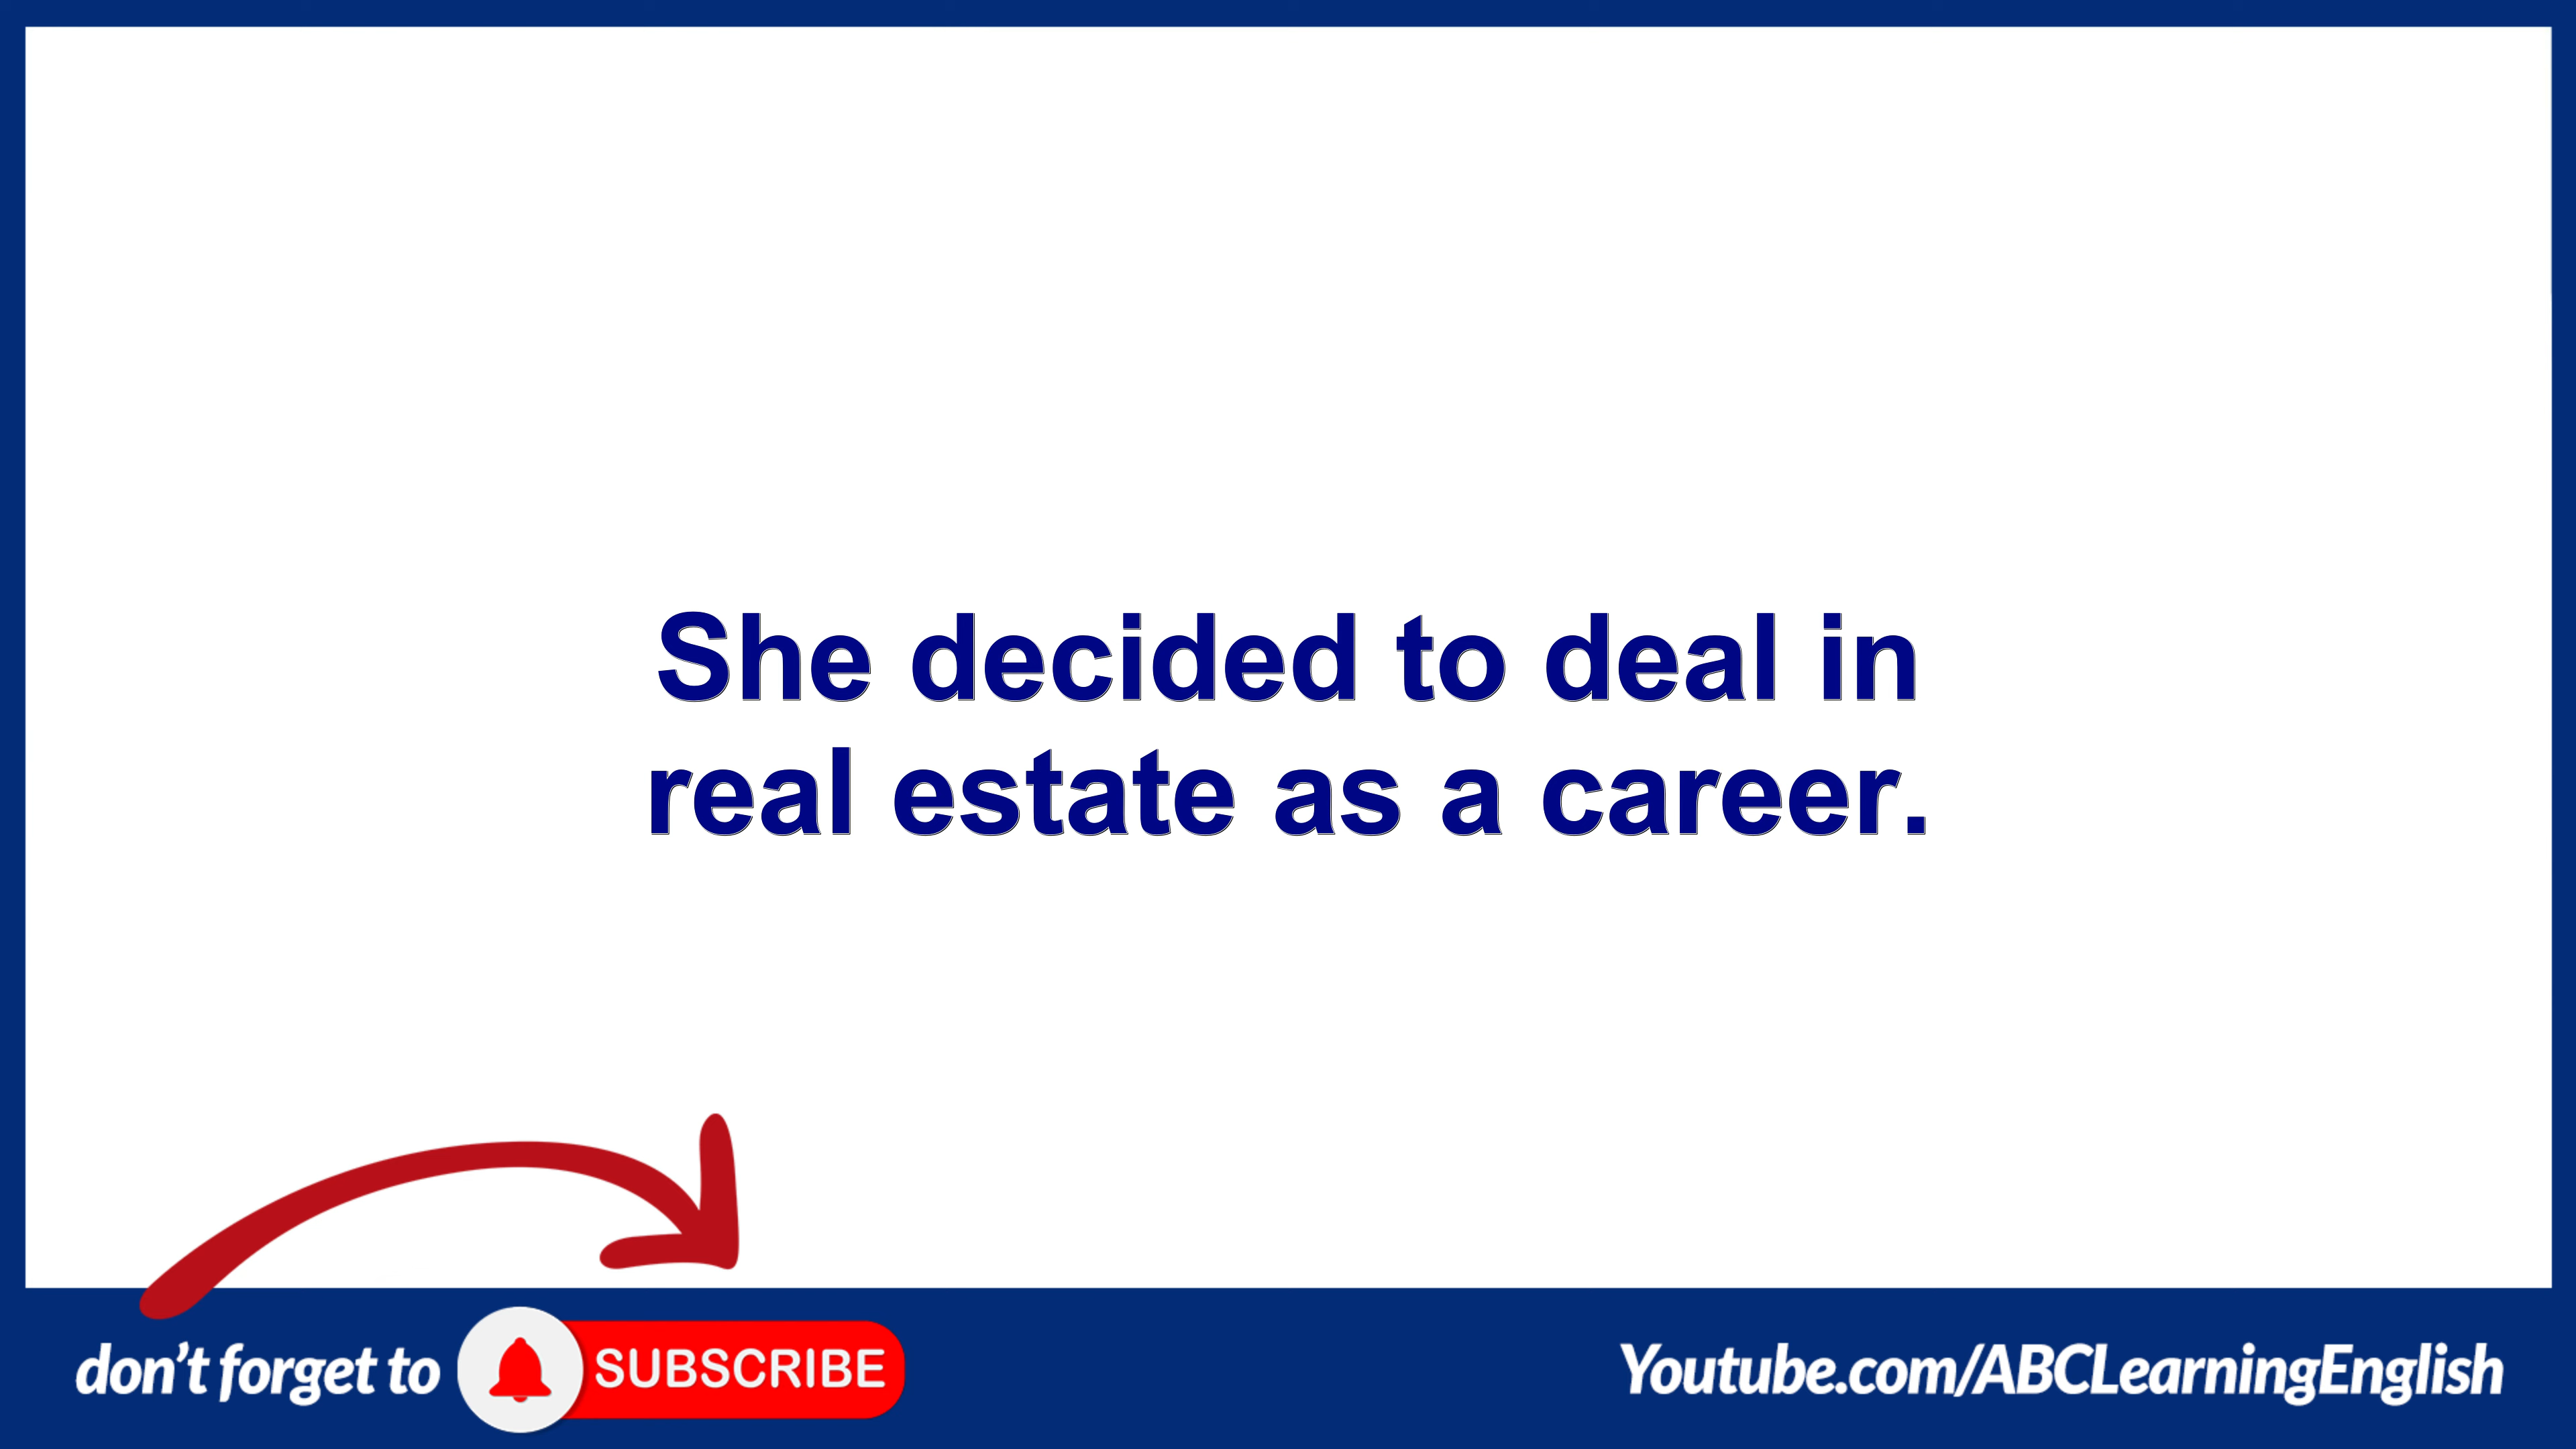 She decided to deal in
real estate as a career.
don't forget to SUBSCRIBE
Youtube.com/ABCLearningEnglish